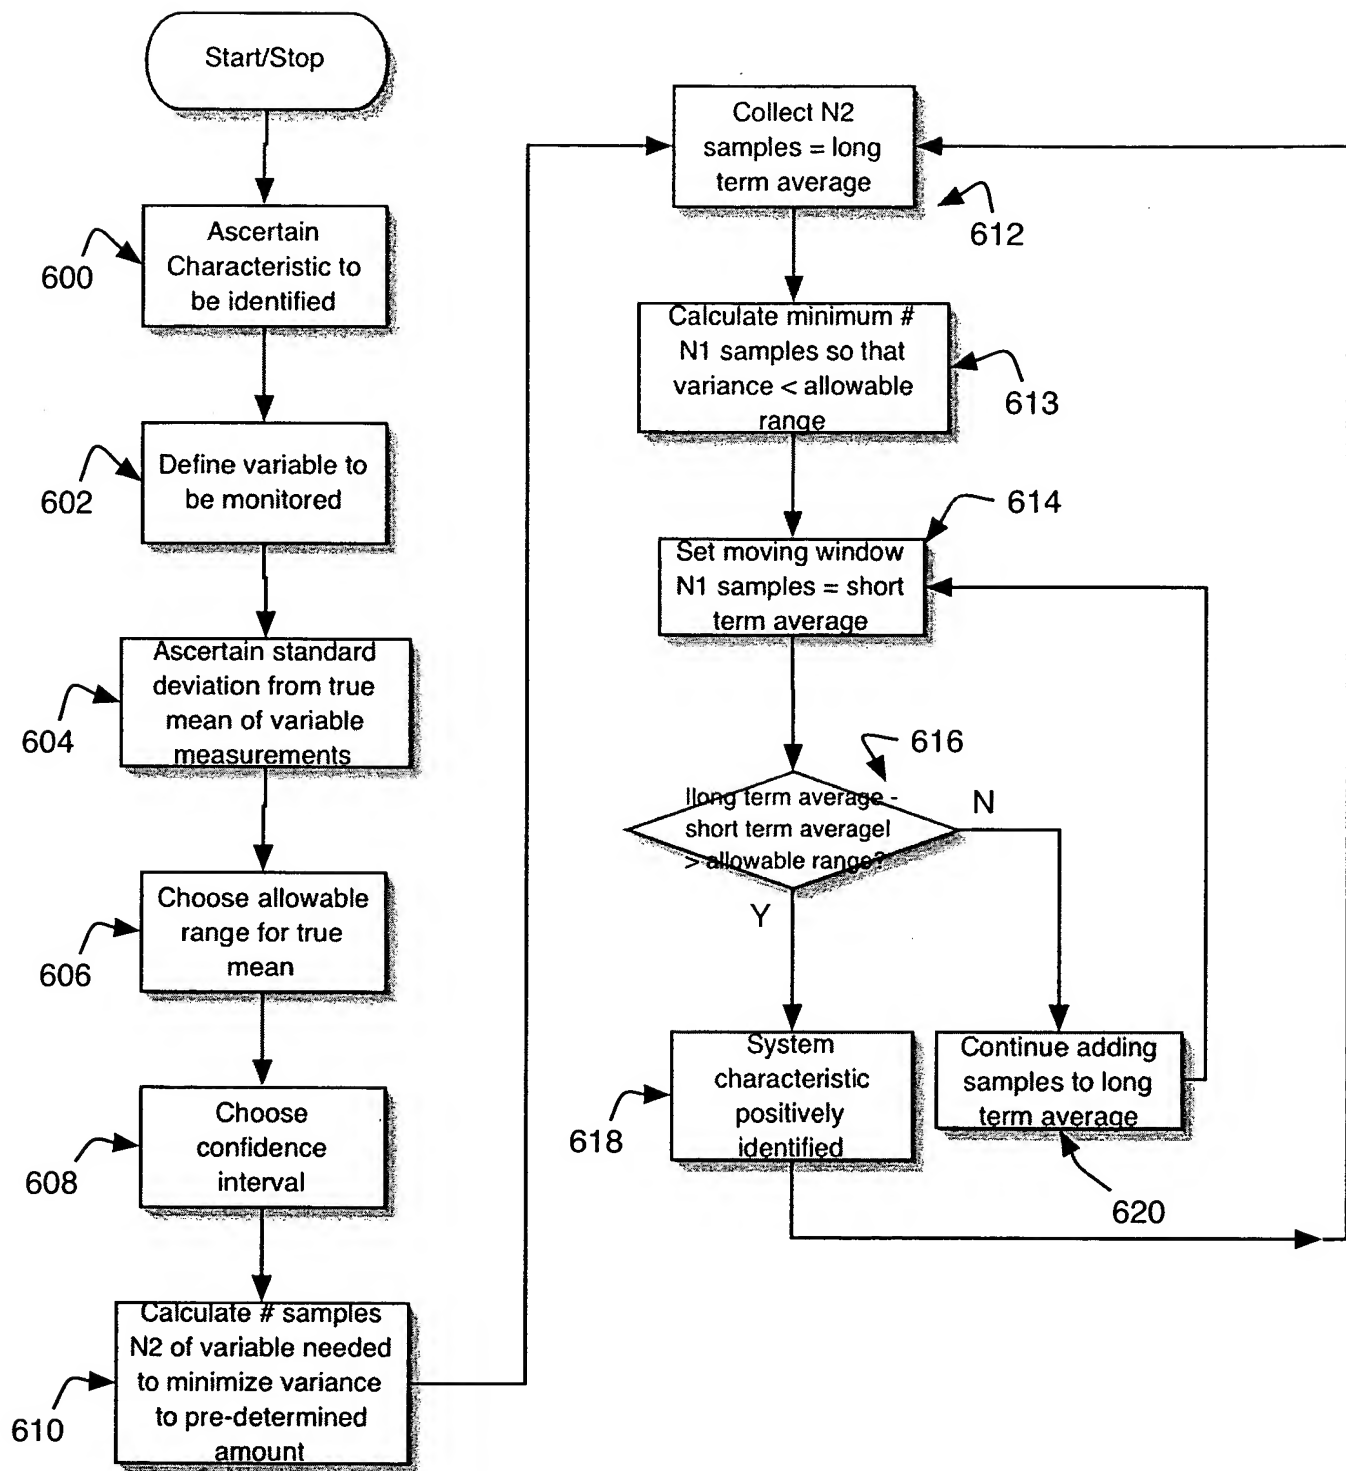 Start/Stop
600
Ascertain
Characteristic to
be identified
602
Define variable to
be monitored
604
Ascertain standard
deviation from true
mean of variable
measurements
606
Choose allowable
range for true
mean
608
Choose
confidence
interval
610
Calculate # samples
N2 of variable needed
to minimize variance
to pre-determined
amount
Collect N2
samples = long
term average
612
Calculate minimum #
N1 samples so that
variance < allowable
range
613
614
Set moving window
N1 samples = short
term average
616
|long term average -
short term average|
> allowable range?
N
Y
618
System
characteristic
positively
identified
Continue adding
samples to long
term average
620